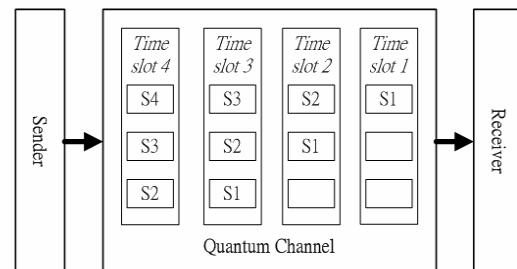 Time slot 4
Time slot 3
Time slot 2
Time slot 1
S4
S3
S2
S1
S3
S2
S1
S2
S1
Sender
Receiver
Quantum Channel